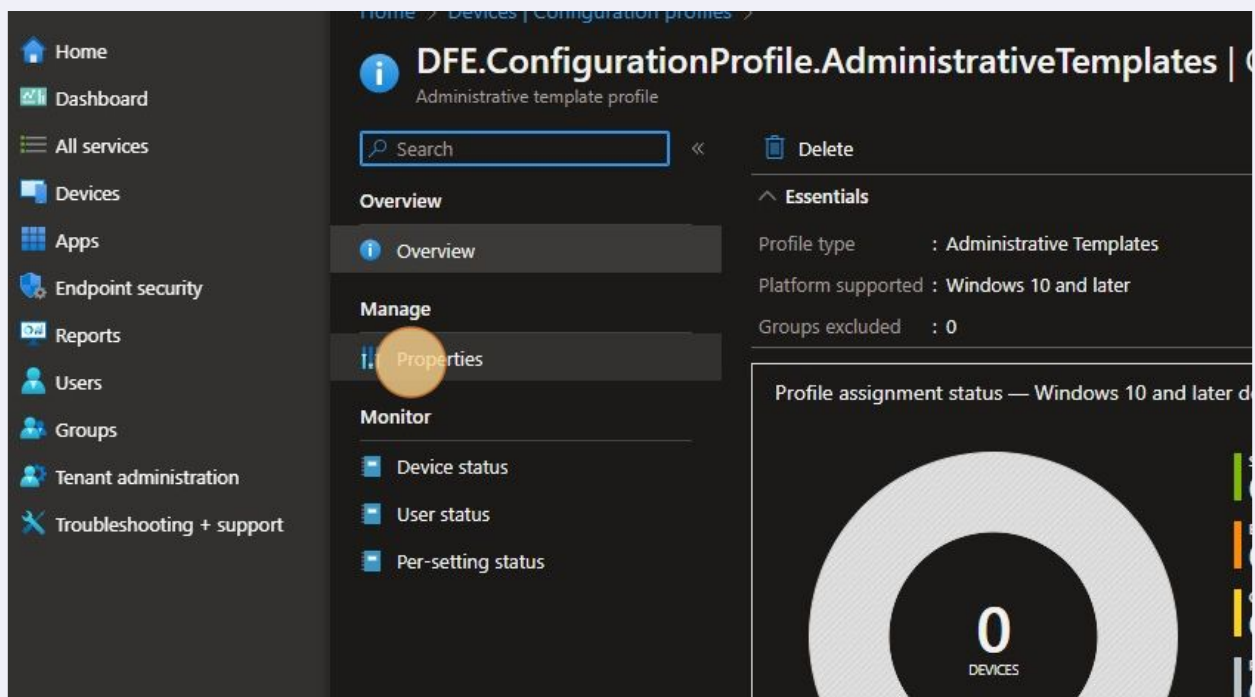 Home > Devices | Configuration profiles >
DFE.ConfigurationProfile.AdministrativeTemplates |
Administrative template profile
Home
Dashboard
All services
Devices
Apps
Endpoint security
Reports
Users
Groups
Tenant administration
Troubleshooting + support
Search
«
Overview
Overview
Manage
Properties
Monitor
Device status
User status
Per-setting status
Delete
Essentials
Profile type : Administrative Templates
Platform supported : Windows 10 and later
Groups excluded : 0
Profile assignment status — Windows 10 and later
0
DEVICES